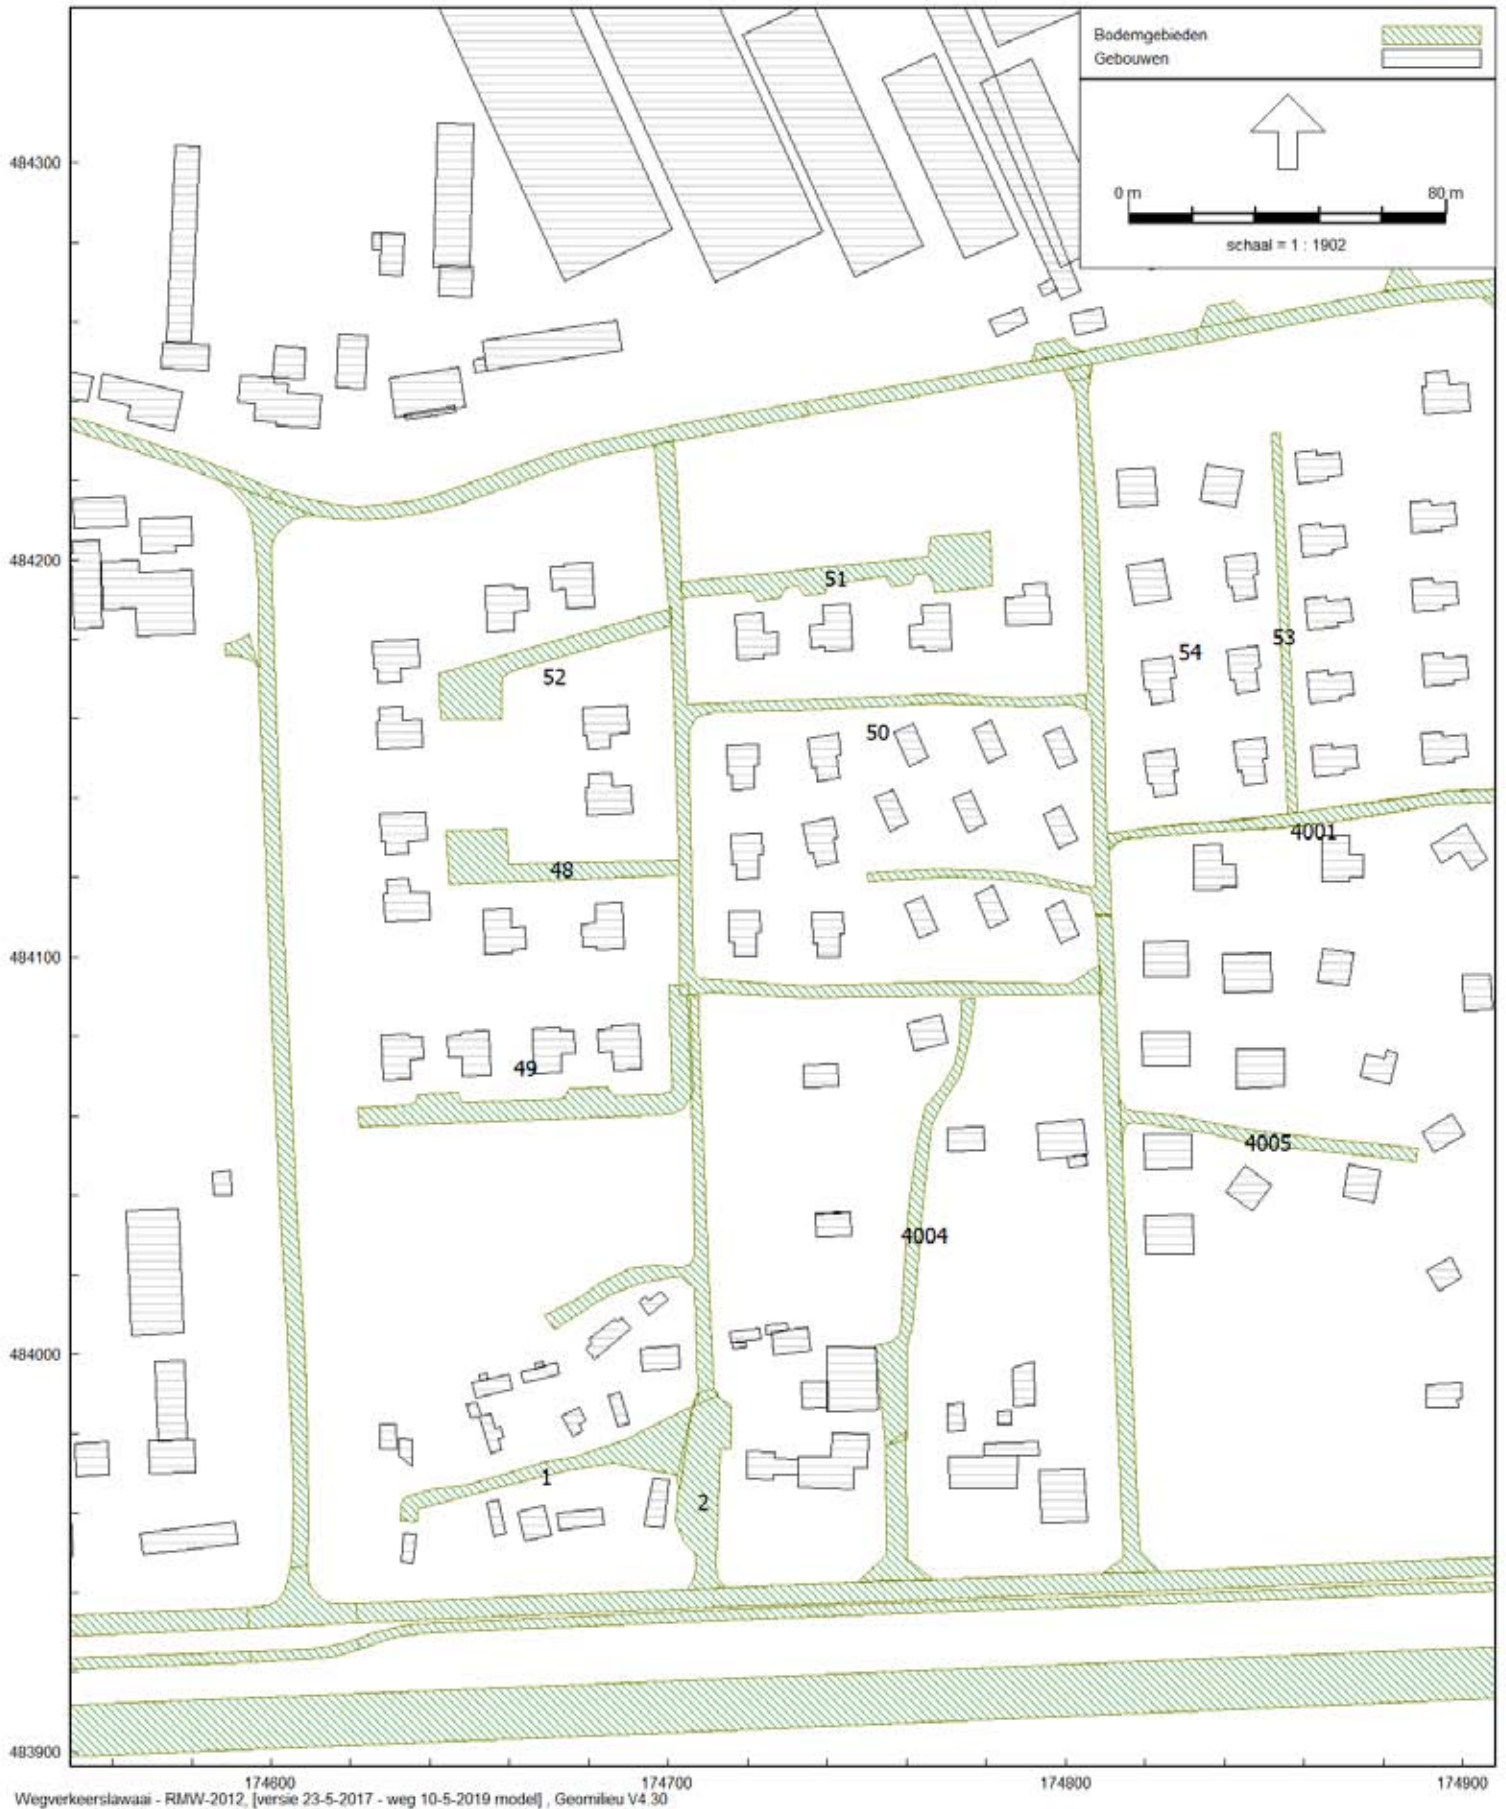 Bodemgebieden
Gebouwen
0 m 80 m
schaal = 1 : 1902
484300
484200
51
53
54
52
50
4001
48
484100
49
4005
4004
484000
1
2
483900
174600 174700 174800 174900
Wegverkeerslawaai - RMW-2012, [versie 23-5-2017 - weg 10-5-2019 model] , Geomilieu V4.30